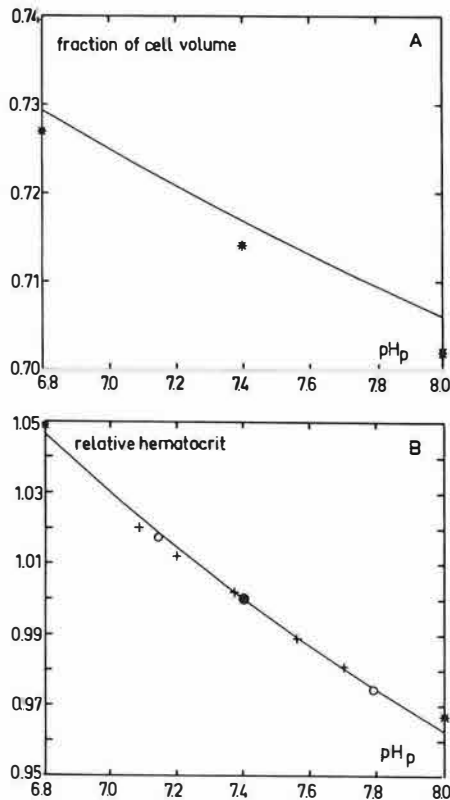 0.74
fraction of cell volume
A
0.73
0.72
0.71
pHp
0.70
6.8 7.0 7.2 7.4 7.6 7.8 8.0
1.05
relative hematocrit
B
1.03
1.01
0.99
0.97
pHp
0.95
6.8 7.0 7.2 7.4 7.6 7.8 8.0